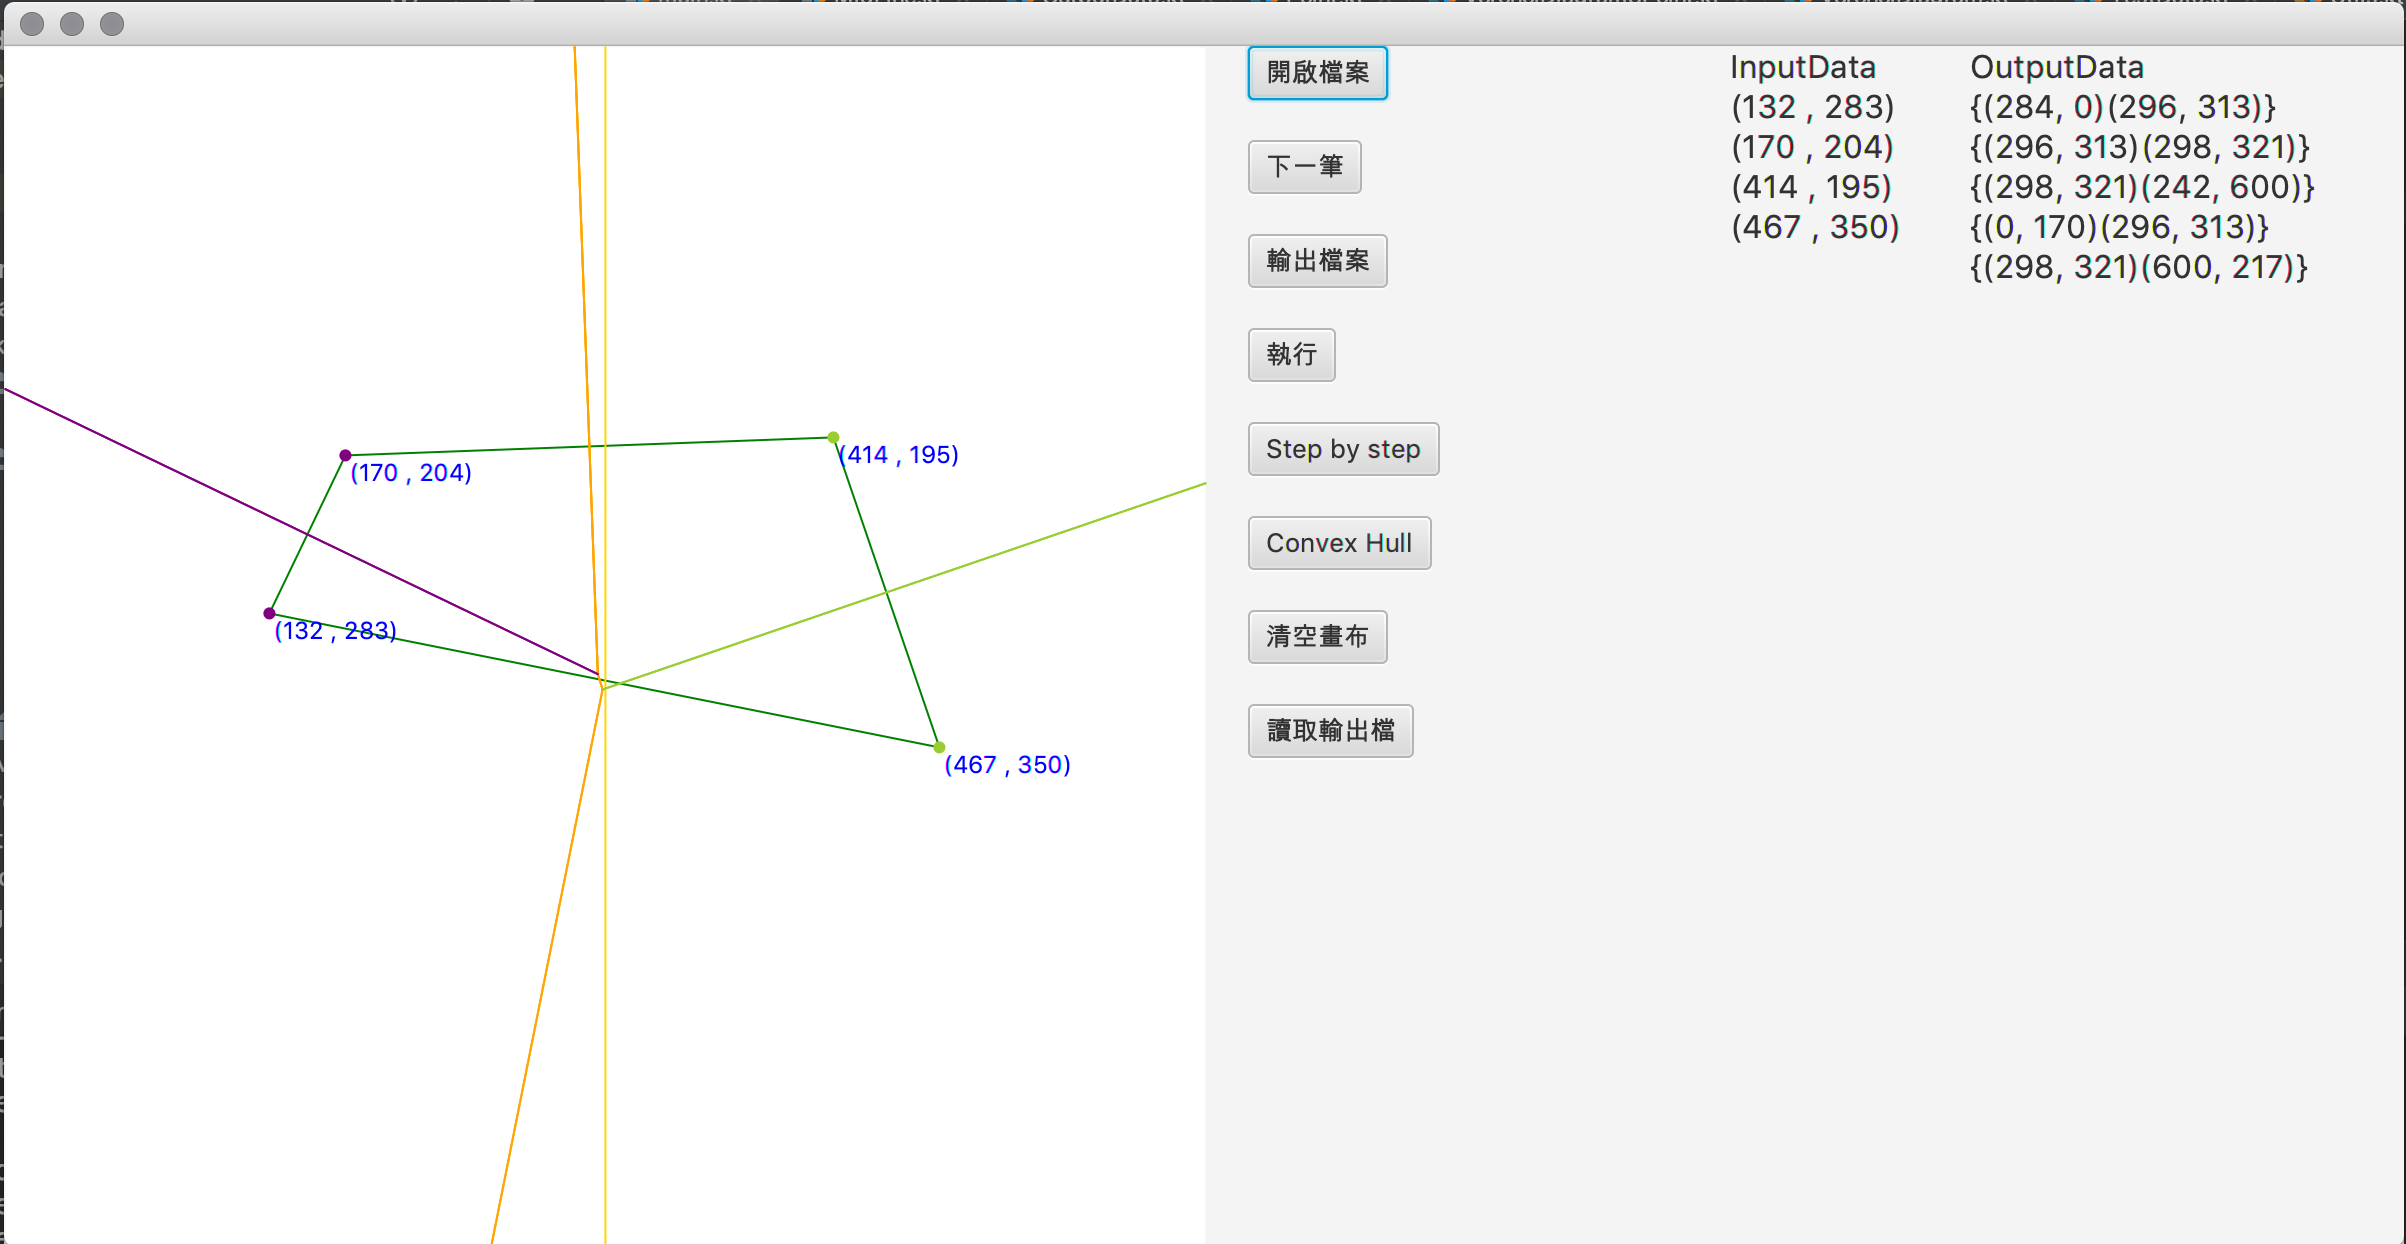 開啟檔案
下一筆
輸出檔案
執行
Step by step
Convex Hull
清空畫布
讀取輸出檔
InputData
(132 , 283)
(170 , 204)
(414 , 195)
(467 , 350)
OutputData
{(284, 0)(296, 313)}
{(296, 313)(298, 321)}
{(298, 321)(242, 600)}
{(0, 170)(296, 313)}
{(298, 321)(600, 217)}
(414 , 195)
(170 , 204)
(132 , 283)
(467 , 350)